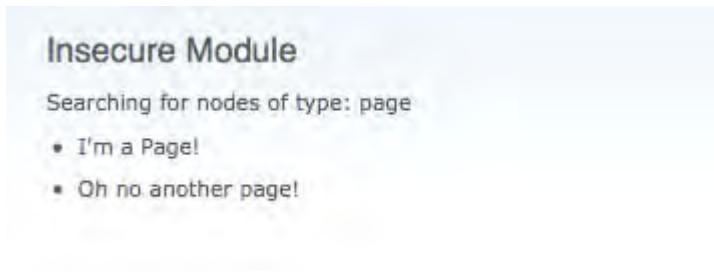 Insecure Module
Searching for nodes of type: page
• I'm a Page!
• Oh no another page!